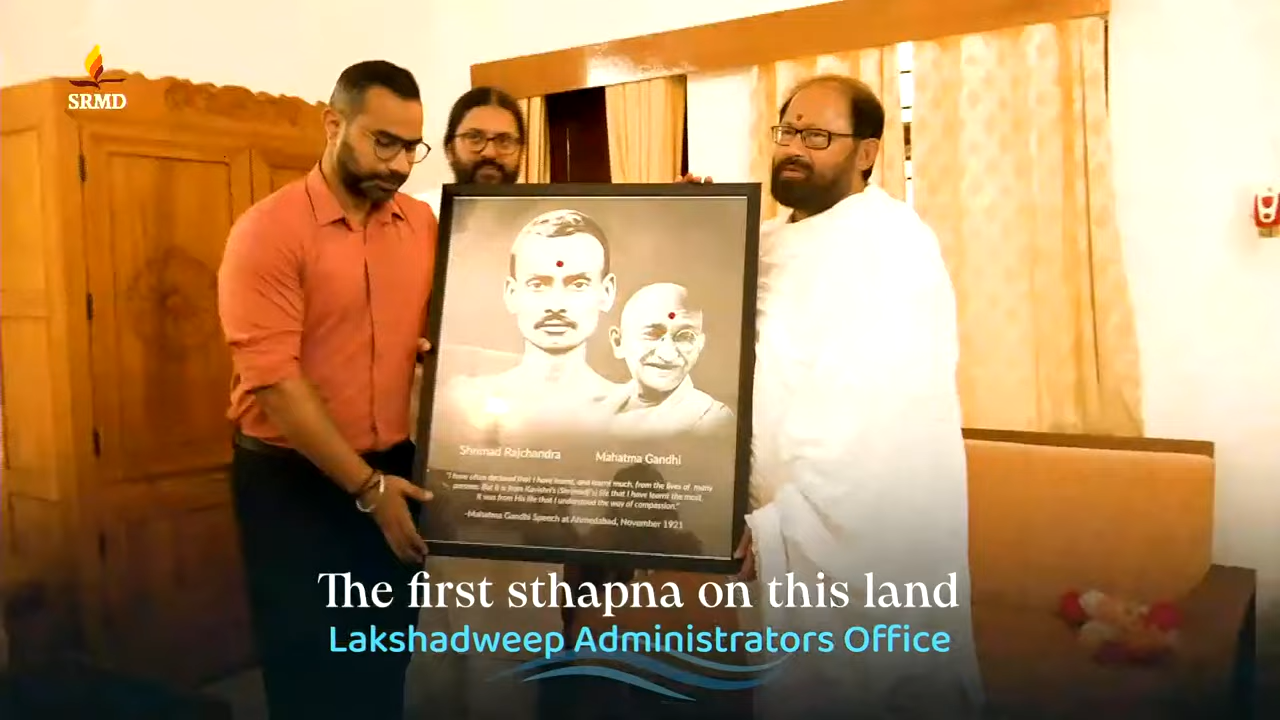 SRMD
Shrimad Rajchandra
Mahatma Gandhi
"I have often declared that I have learnt, and learnt much, from the lives of many
persons. But it is from Kavishri's (Shrimadji's) life that I have learnt the most.
It was from His life that I understood the way of compassion."
-Mahatma Gandhi Speech at Ahmedabad, November 1921
The first sthapna on this land
Lakshadweep Administrators Office